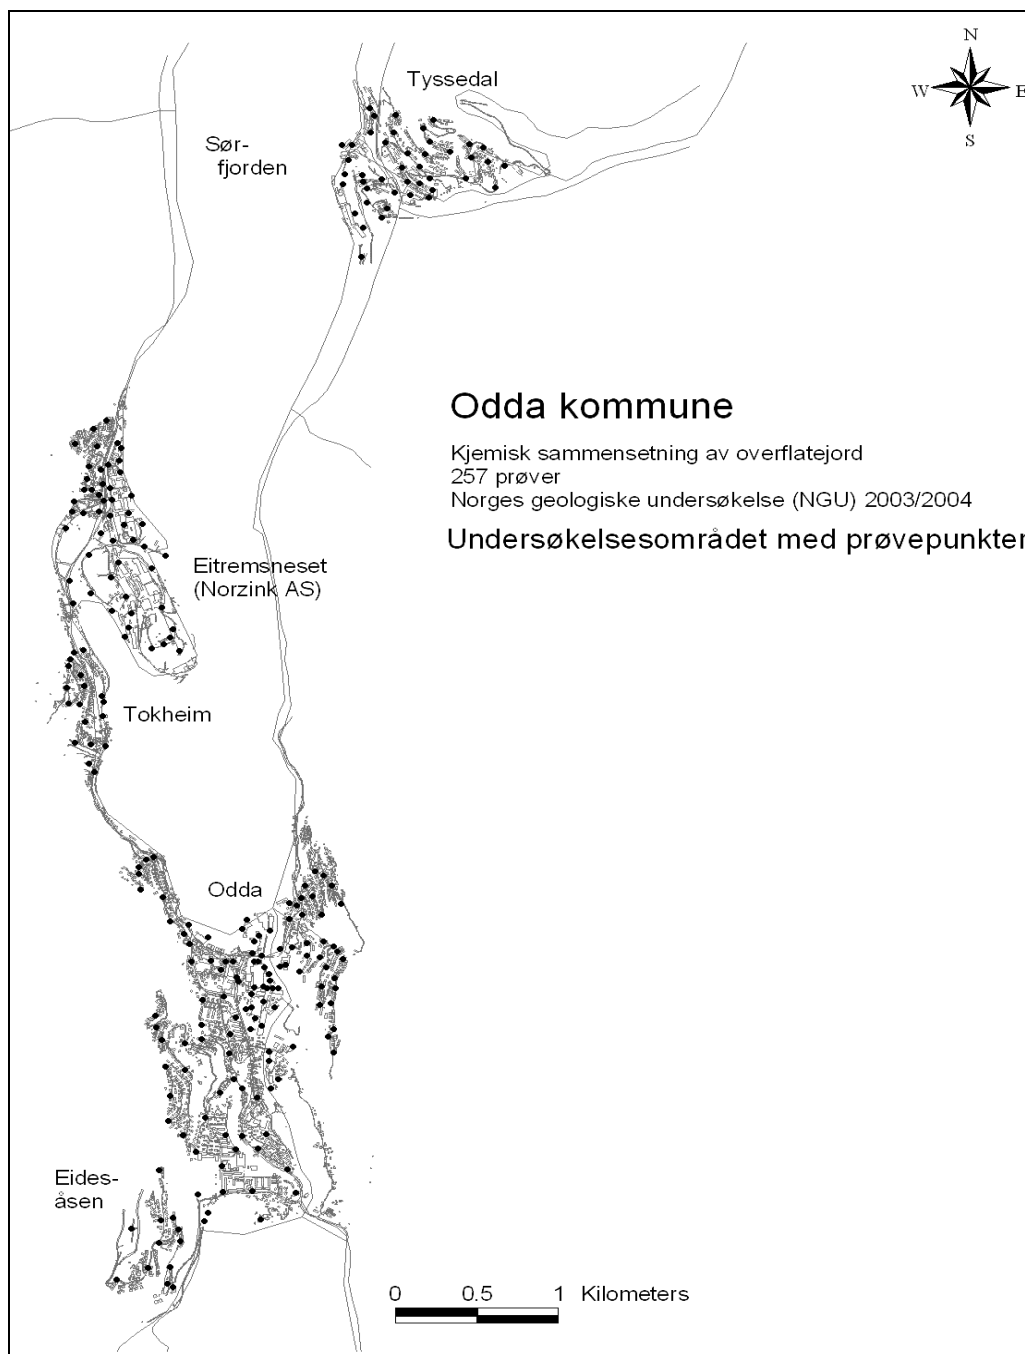 N
W E
S
Tyssedal
Sør-
fjorden
Odda kommune
Kjemisk sammensetning av overflatejord
257 prøver
Norges geologiske undersøkelse (NGU) 2003/2004
Undersøkelsesområdet med prøvepunkter
Eitremsneset
(Norzink AS)
Tokheim
Odda
Eides-
åsen
0 0.5 1 Kilometers